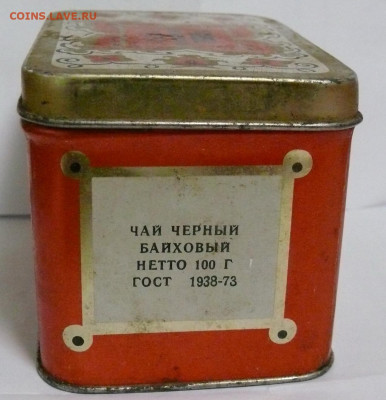 COINS.LAVE.RU
ЧАЙ ЧЕРНЫЙ
БАЙХОВЫЙ
НЕТТО 100 Г
ГОСТ 1938-73